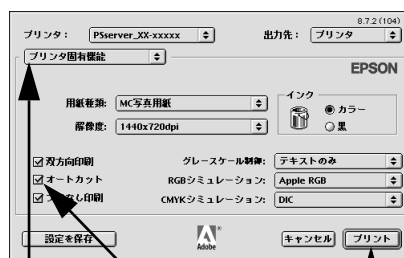 8.7.2 (104)
プリンタ： PSserver_XX-xxxxx 出力先： プリンタ
プリンタ固有機能
EPSON
用紙種類: MC写真用紙
解像度: 1440x720dpi
インク
カラー
黒
双方向印刷 グレースケール制御: テキストのみ
オートカット RGBシミュレーション: Apple RGB
印刷 CMYKシミュレーション: DIC
設定を保存 Adobe キャンセル プリント